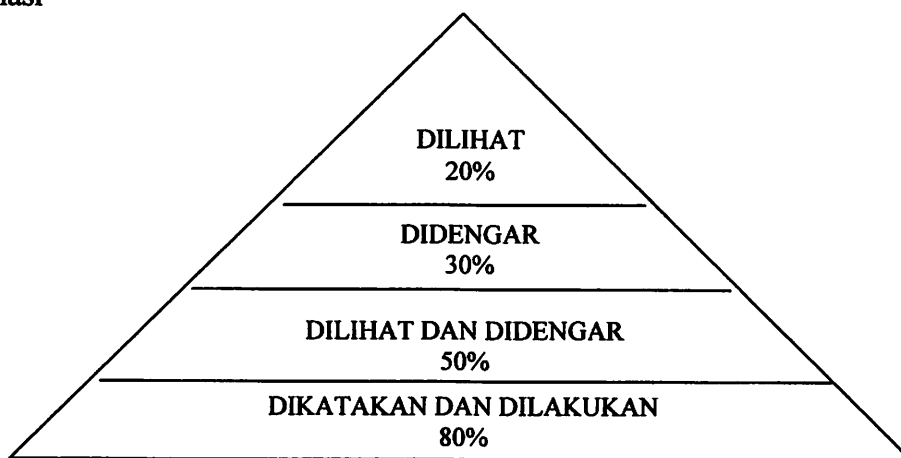 DILIHAT
20%
DIDENGAR
30%
DILIHAT DAN DIDENGAR
50%
DIKATAKAN DAN DILAKUKAN
80%